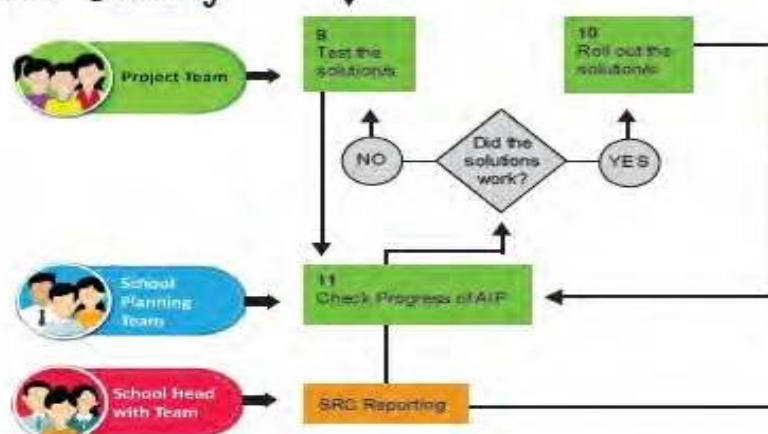 Project Team
9
Test the
solution/s
10
Roll out the
solution/s
NO
Did the
solutions
work?
YES
School
Planning
Team
11
Check Progress of AIP
School Head
with Team
SRC Reporting